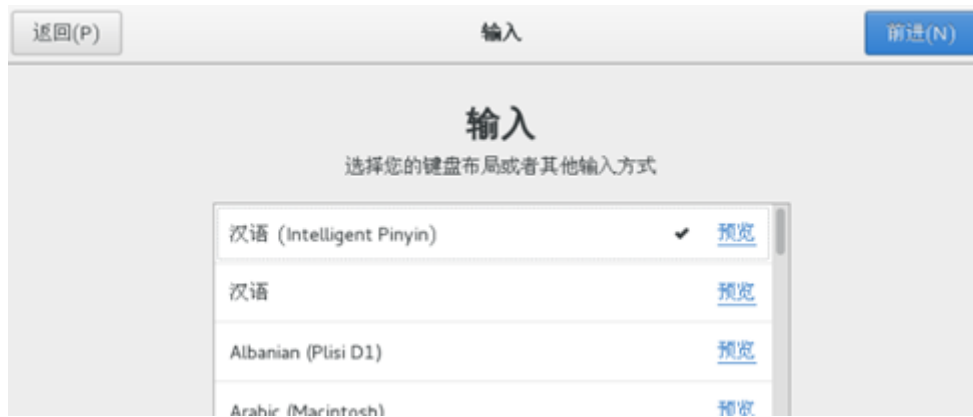 返回(P) 输入 前进(N)
输入
选择您的键盘布局或者其他输入方式
汉语 (Intelligent Pinyin) ✔ 预览
汉语 预览
Albanian (Plisi D1) 预览
Arabic (Macintosh) 预览